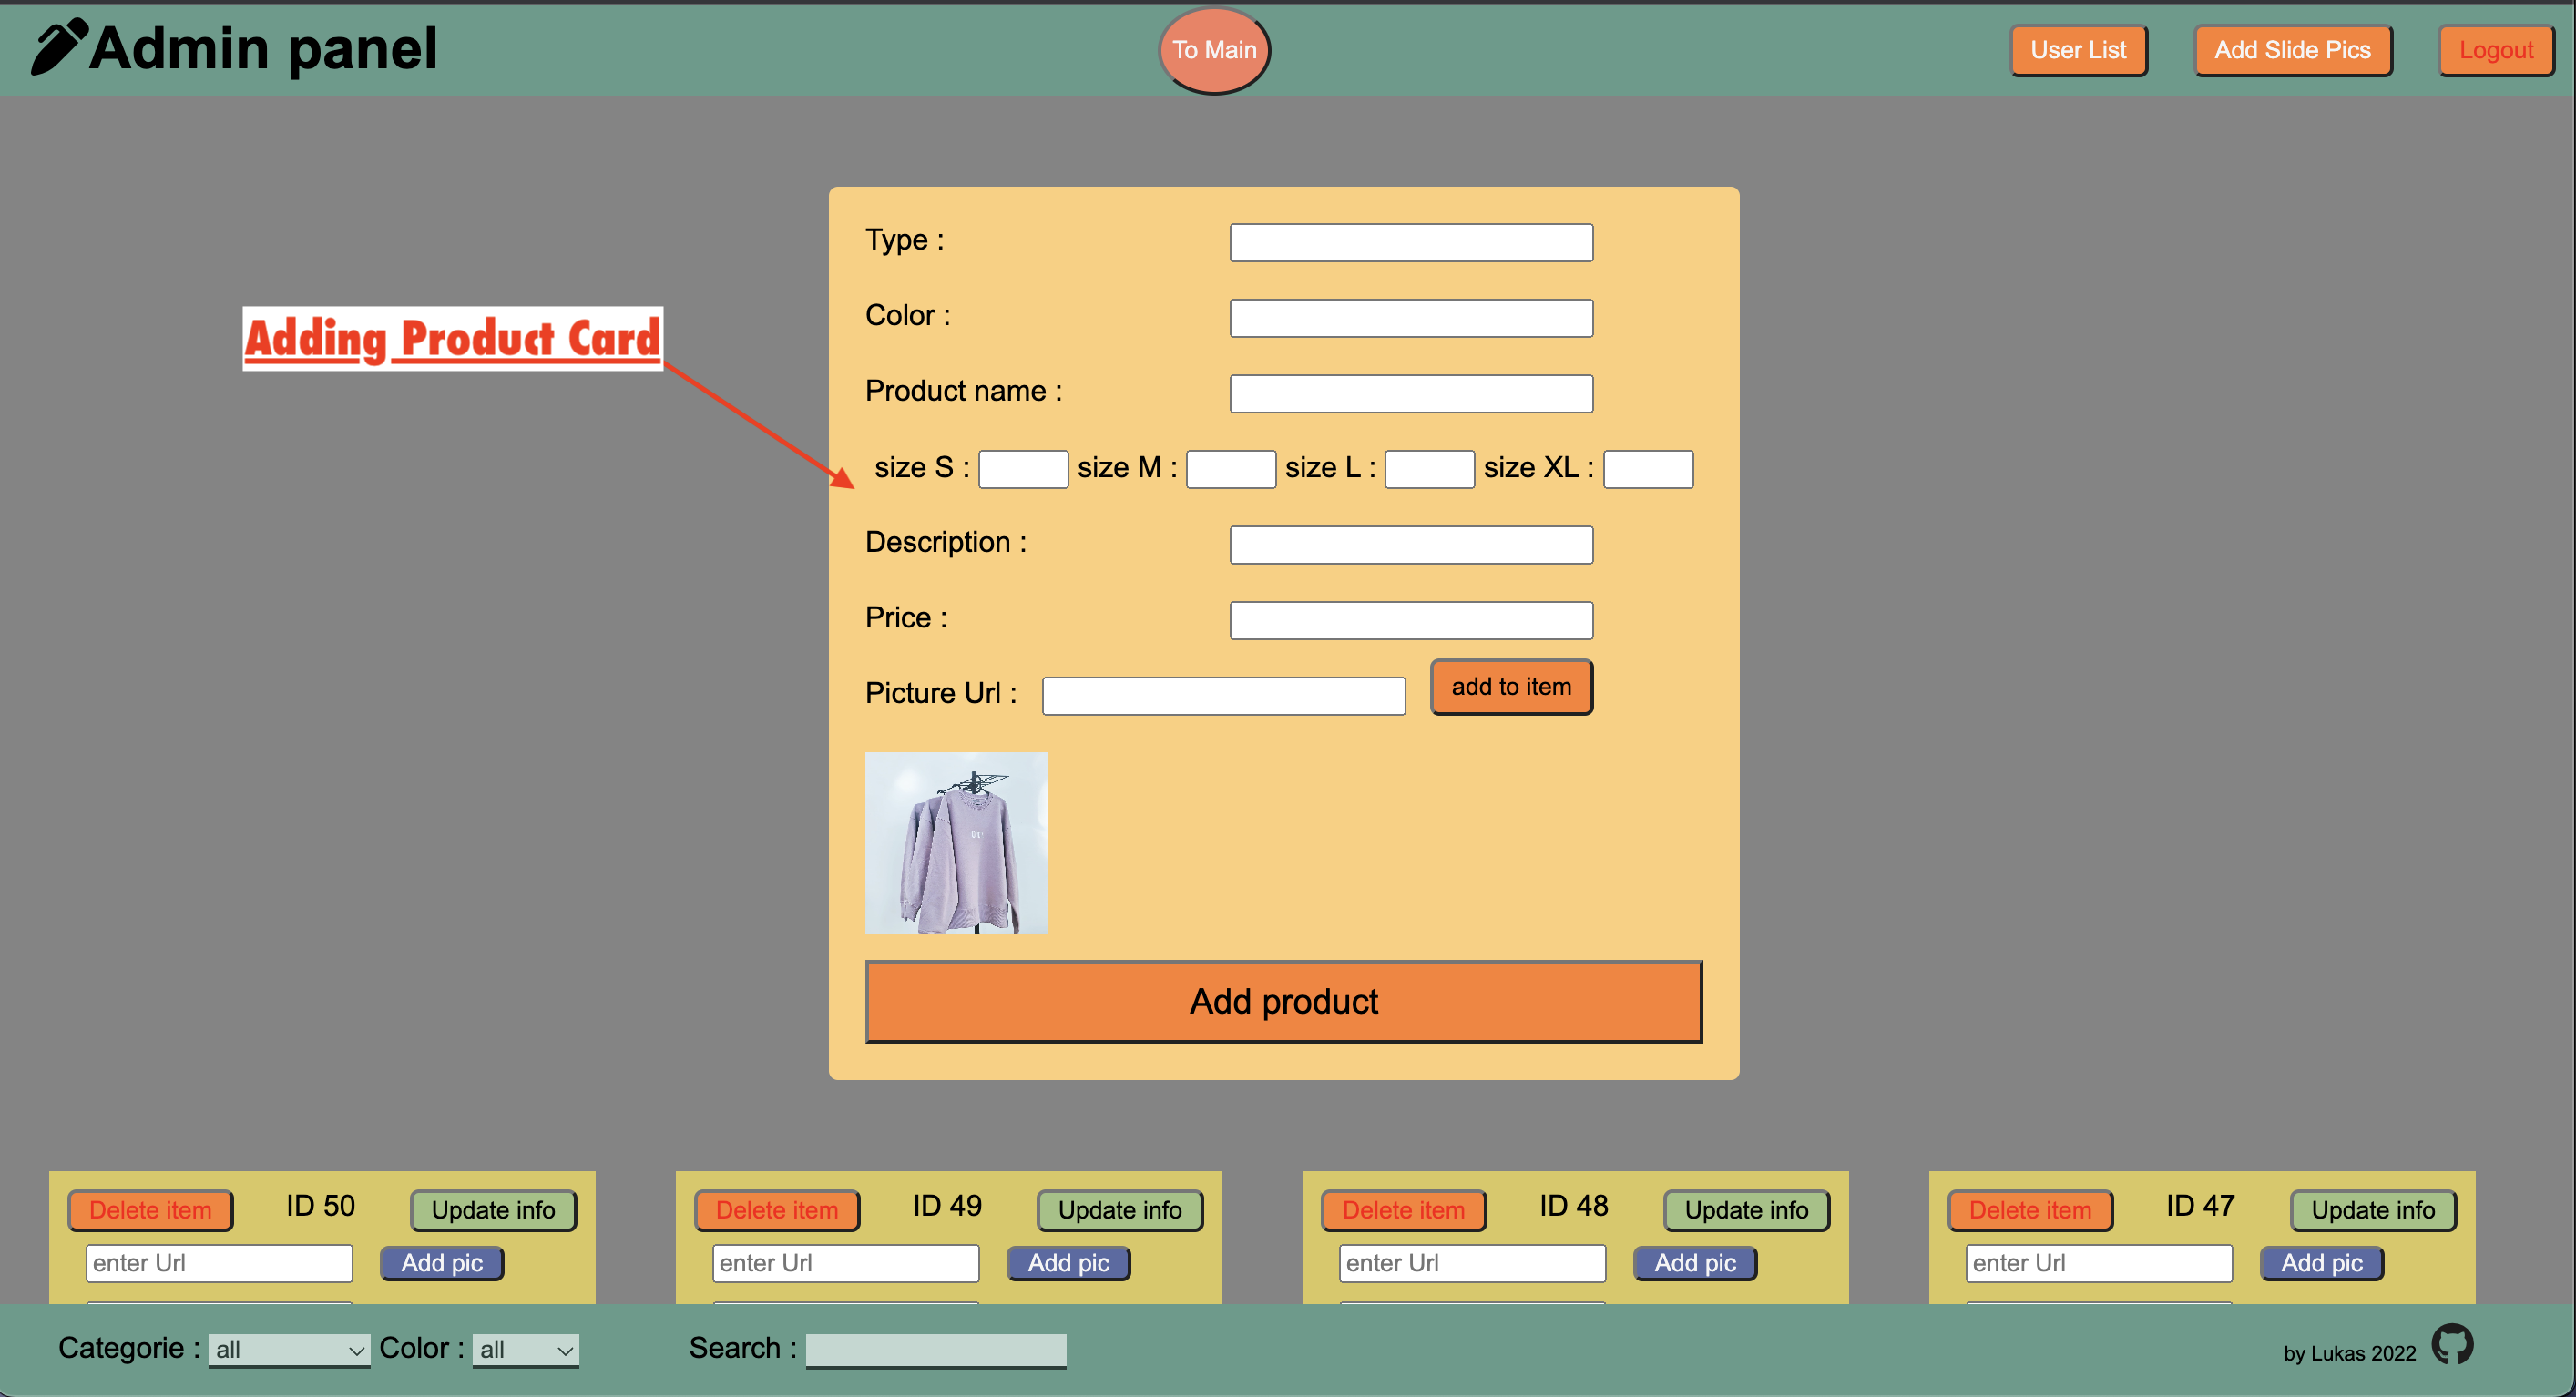 Admin panel
To Main
User List
Add Slide Pics
Logout
Adding Product Card
Type :
Color :
Product name :
size S : size M : size L : size XL :
Description :
Price :
Picture Url :
add to item
Add product
Delete item ID 50 Update info
enter Url Add pic
Delete item ID 49 Update info
enter Url Add pic
Delete item ID 48 Update info
enter Url Add pic
Delete item ID 47 Update info
enter Url Add pic
Categorie : all Color : all
Search :
by Lukas 2022